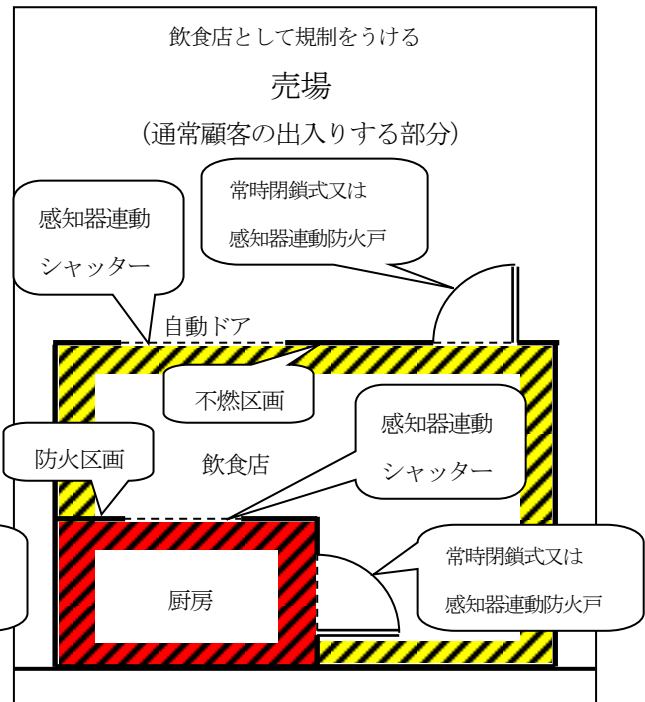 飲食店として規制をうける
売場
（通常顧客の出入りする部分）
常時閉鎖式又は
感知器連動防火戸
感知器連動
シャッター
自動ドア
不燃区画
感知器連動
シャッター
防火区画
飲食店
常時閉鎖式又は
感知器連動防火戸
厨房